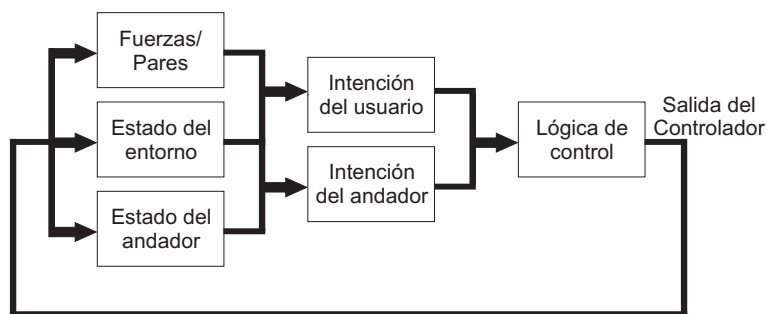 Fuerzas/
Pares
Estado del
entorno
Estado del
andador
Intención
del usuario
Intención
del andador
Lógica de
control
Salida del
Controlador